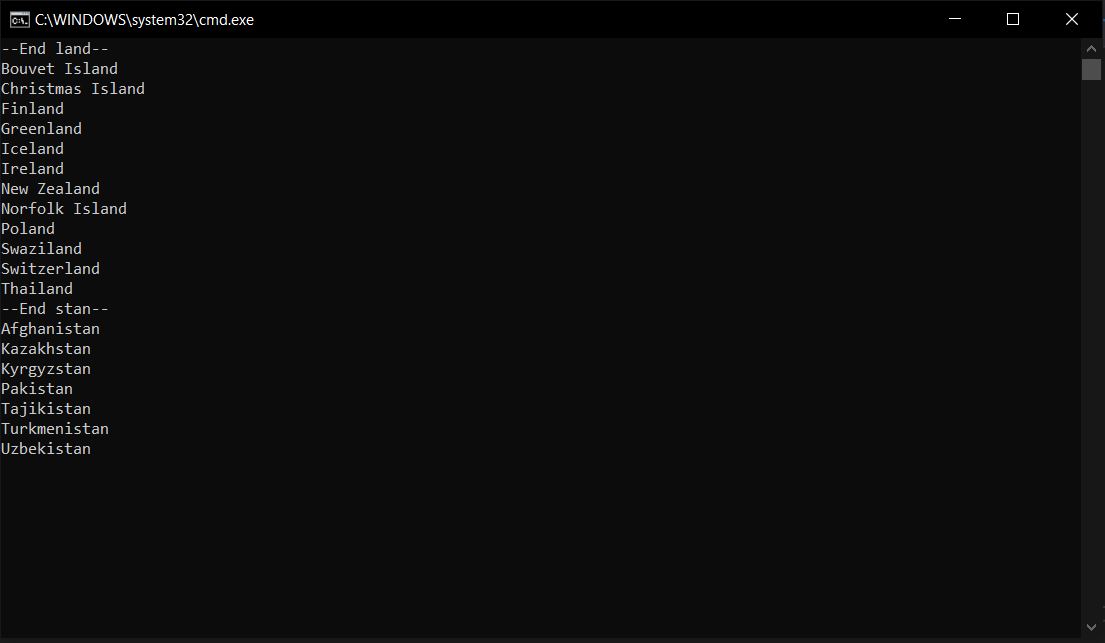 C:\WINDOWS\system32\cmd.exe
--End land--
Bouvet Island
Christmas Island
Finland
Greenland
Iceland
Ireland
New Zealand
Norfolk Island
Poland
Swaziland
Switzerland
Thailand
--End stan--
Afghanistan
Kazakhstan
Kyrgyzstan
Pakistan
Tajikistan
Turkmenistan
Uzbekistan